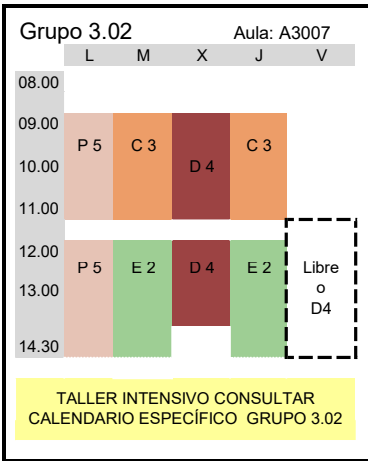 Grupo 3.02 Aula: A3007
L M X J V
08.00
09.00
P 5 C 3 C 3
10.00 D 4
11.00
12.00
P 5 E 2 D 4 E 2 Libre
13.00 o
D4
14.30
TALLER INTENSIVO CONSULTAR
CALENDARIO ESPECÍFICO GRUPO 3.02